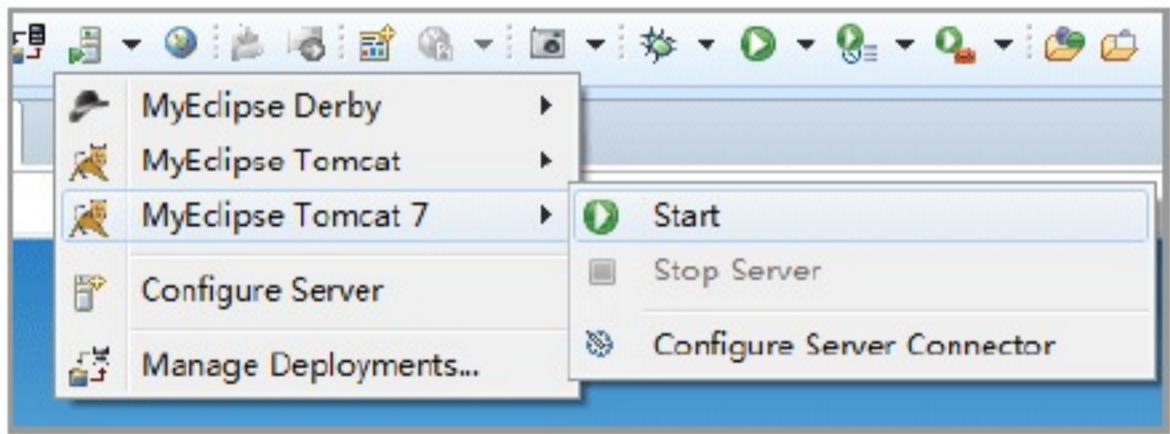 MyEclipse Derby
MyEclipse Tomcat
MyEclipse Tomcat 7
Start
Stop Server
Configure Server
Configure Server Connector
Manage Deployments...